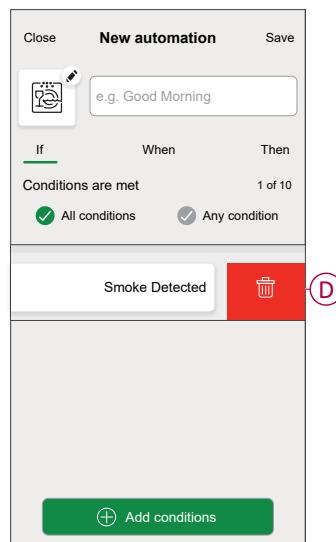 Close New automation Save
e.g. Good Morning
If When Then
Conditions are met 1 of 10
All conditions Any condition
Smoke Detected
D
Add conditions